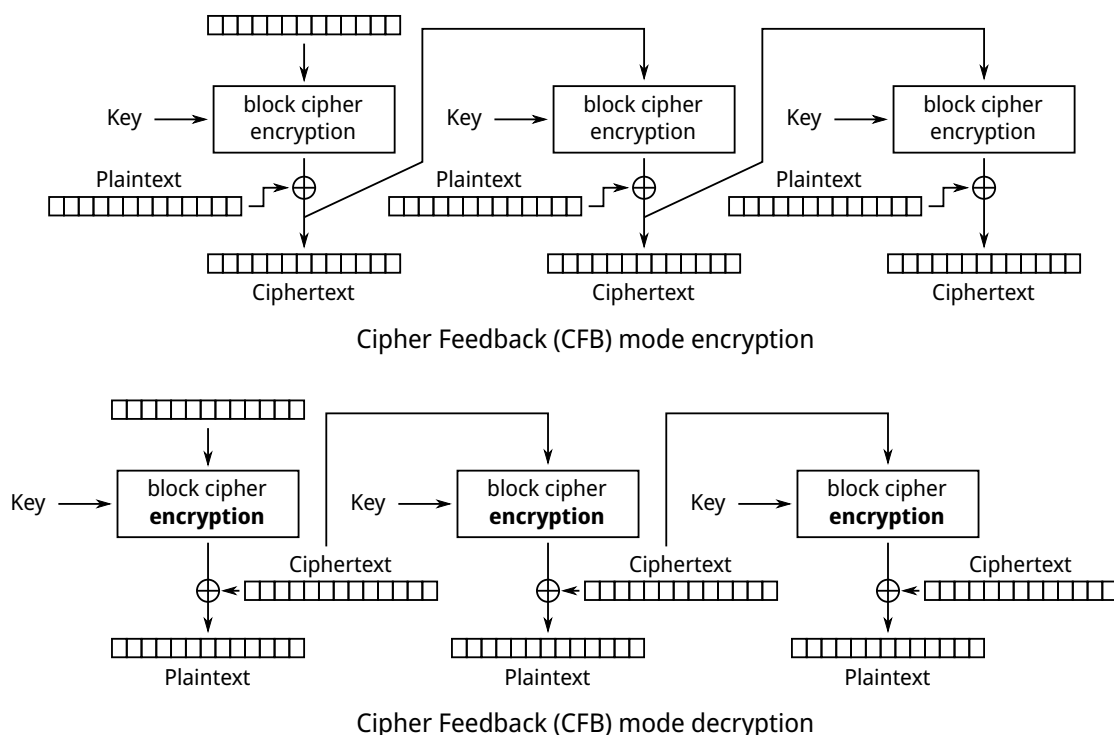 block cipher
encryption
Key
block cipher
encryption
Key
block cipher
encryption
Key
Plaintext
Plaintext
Plaintext
Ciphertext
Ciphertext
Ciphertext
Cipher Feedback (CFB) mode encryption
block cipher
encryption
Key
block cipher
encryption
Key
block cipher
encryption
Key
Ciphertext
Ciphertext
Ciphertext
Plaintext
Plaintext
Plaintext
Cipher Feedback (CFB) mode decryption